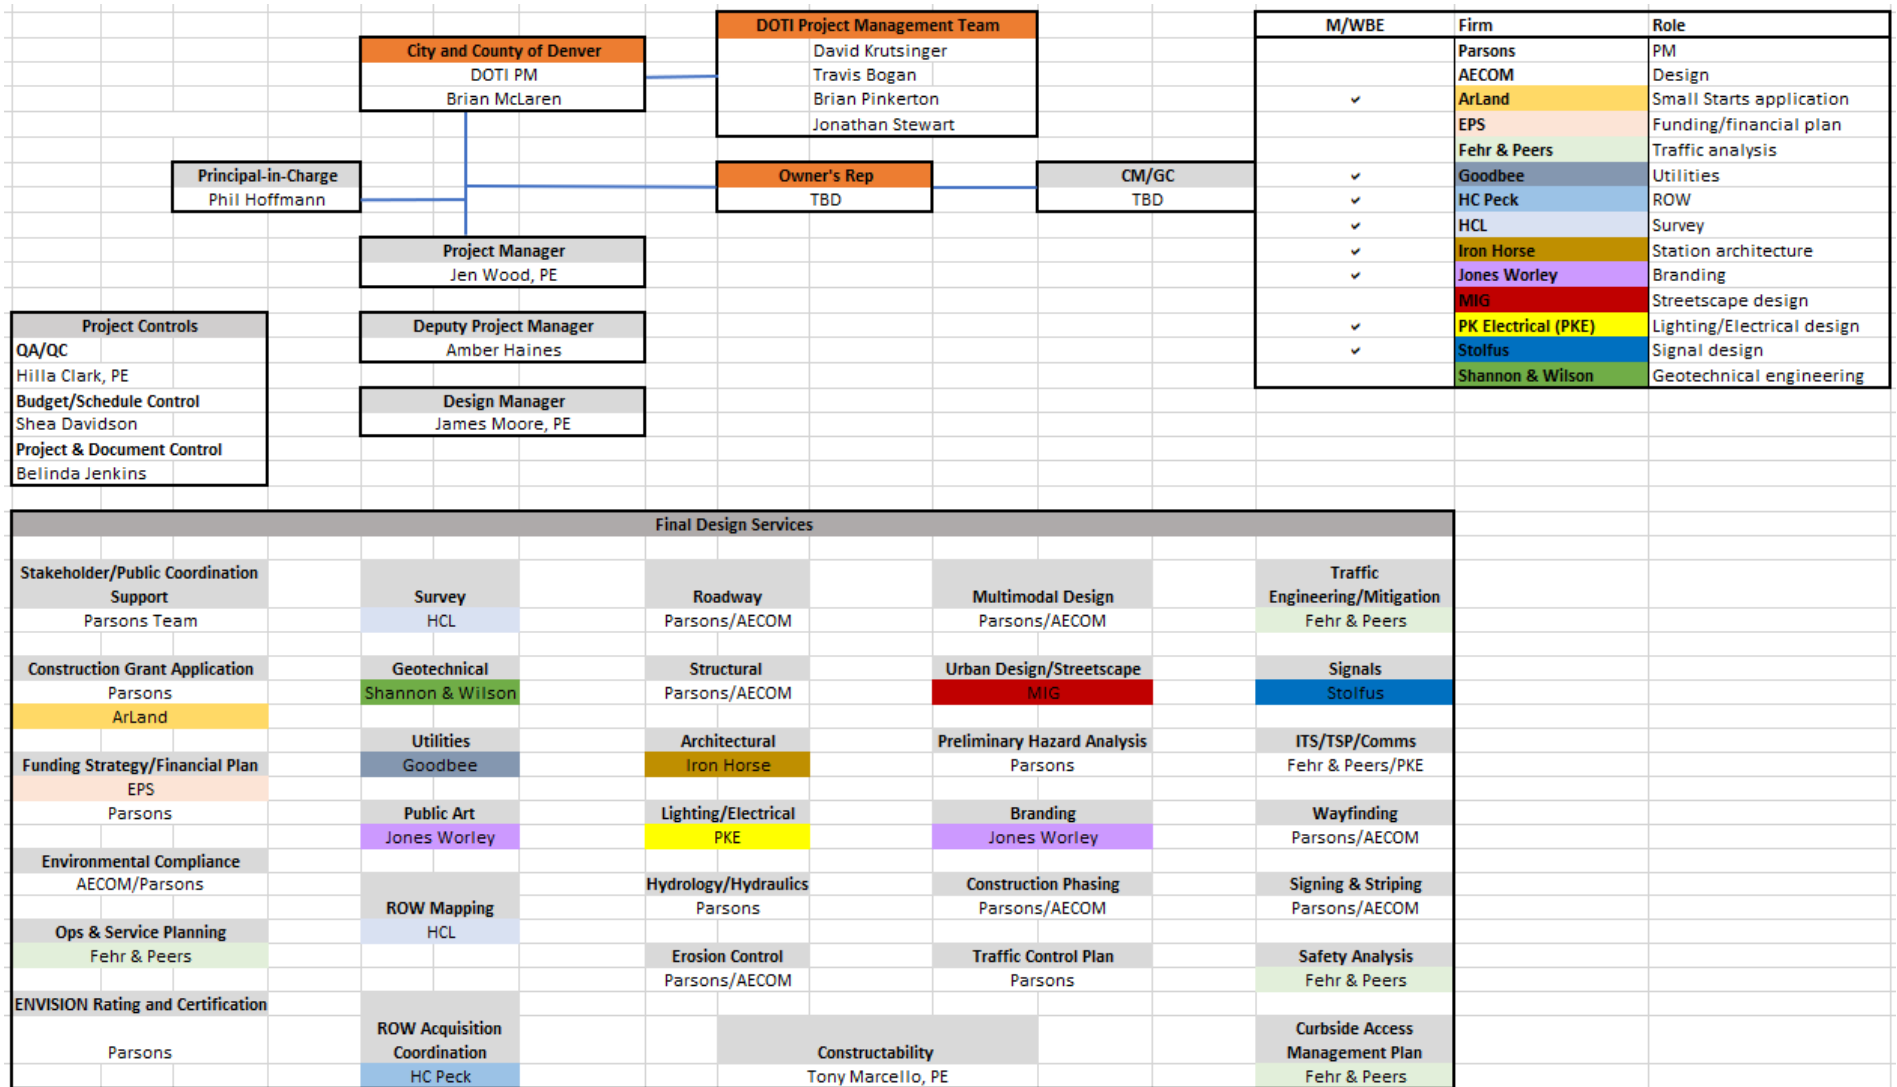 DOTI Project Management Team
David Krutsinger
Travis Bogan
Brian Pinkerton
Jonathan Stewart
City and County of Denver
DOTI PM
Brian McLaren
Principal-in-Charge
Phil Hoffmann
Owner's Rep
TBD
CM/GC
TBD
Project Manager
Jen Wood, PE
Deputy Project Manager
Amber Haines
Design Manager
James Moore, PE
Project Controls
QA/QC
Hilla Clark, PE
Budget/Schedule Control
Shea Davidson
Project & Document Control
Belinda Jenkins
M/WBE Firm Role
Parsons PM
AECOM Design
✓ ArLand Small Starts application
EPS Funding/financial plan
Fehr & Peers Traffic analysis
✓ Goodbee Utilities
✓ HC Peck ROW
✓ HCL Survey
✓ Iron Horse Station architecture
✓ Jones Worley Branding
MIG Streetscape design
✓ PK Electrical (PKE) Lighting/Electrical design
✓ Stolfus Signal design
Shannon & Wilson Geotechnical engineering
Final Design Services
Stakeholder/Public Coordination
Support
Parsons Team
Construction Grant Application
Parsons
ArLand
Funding Strategy/Financial Plan
EPS
Parsons
Environmental Compliance
AECOM/Parsons
Ops & Service Planning
Fehr & Peers
ENVISION Rating and Certification
Parsons
Survey
HCL
Geotechnical
Shannon & Wilson
Utilities
Goodbee
Public Art
Jones Worley
ROW Mapping
HCL
ROW Acquisition
Coordination
HC Peck
Roadway
Parsons/AECOM
Structural
Parsons/AECOM
Architectural
Iron Horse
Lighting/Electrical
PKE
Hydrology/Hydraulics
Parsons
Erosion Control
Parsons/AECOM
Multimodal Design
Parsons/AECOM
Urban Design/Streetscape
MIG
Preliminary Hazard Analysis
Parsons
Branding
Jones Worley
Construction Phasing
Parsons/AECOM
Traffic Control Plan
Parsons
Constructability
Tony Marcello, PE
Traffic
Engineering/Mitigation
Fehr & Peers
Signals
Stolfus
ITS/TSP/Comms
Fehr & Peers/PKE
Wayfinding
Parsons/AECOM
Signing & Striping
Parsons/AECOM
Safety Analysis
Fehr & Peers
Curbside Access
Management Plan
Fehr & Peers